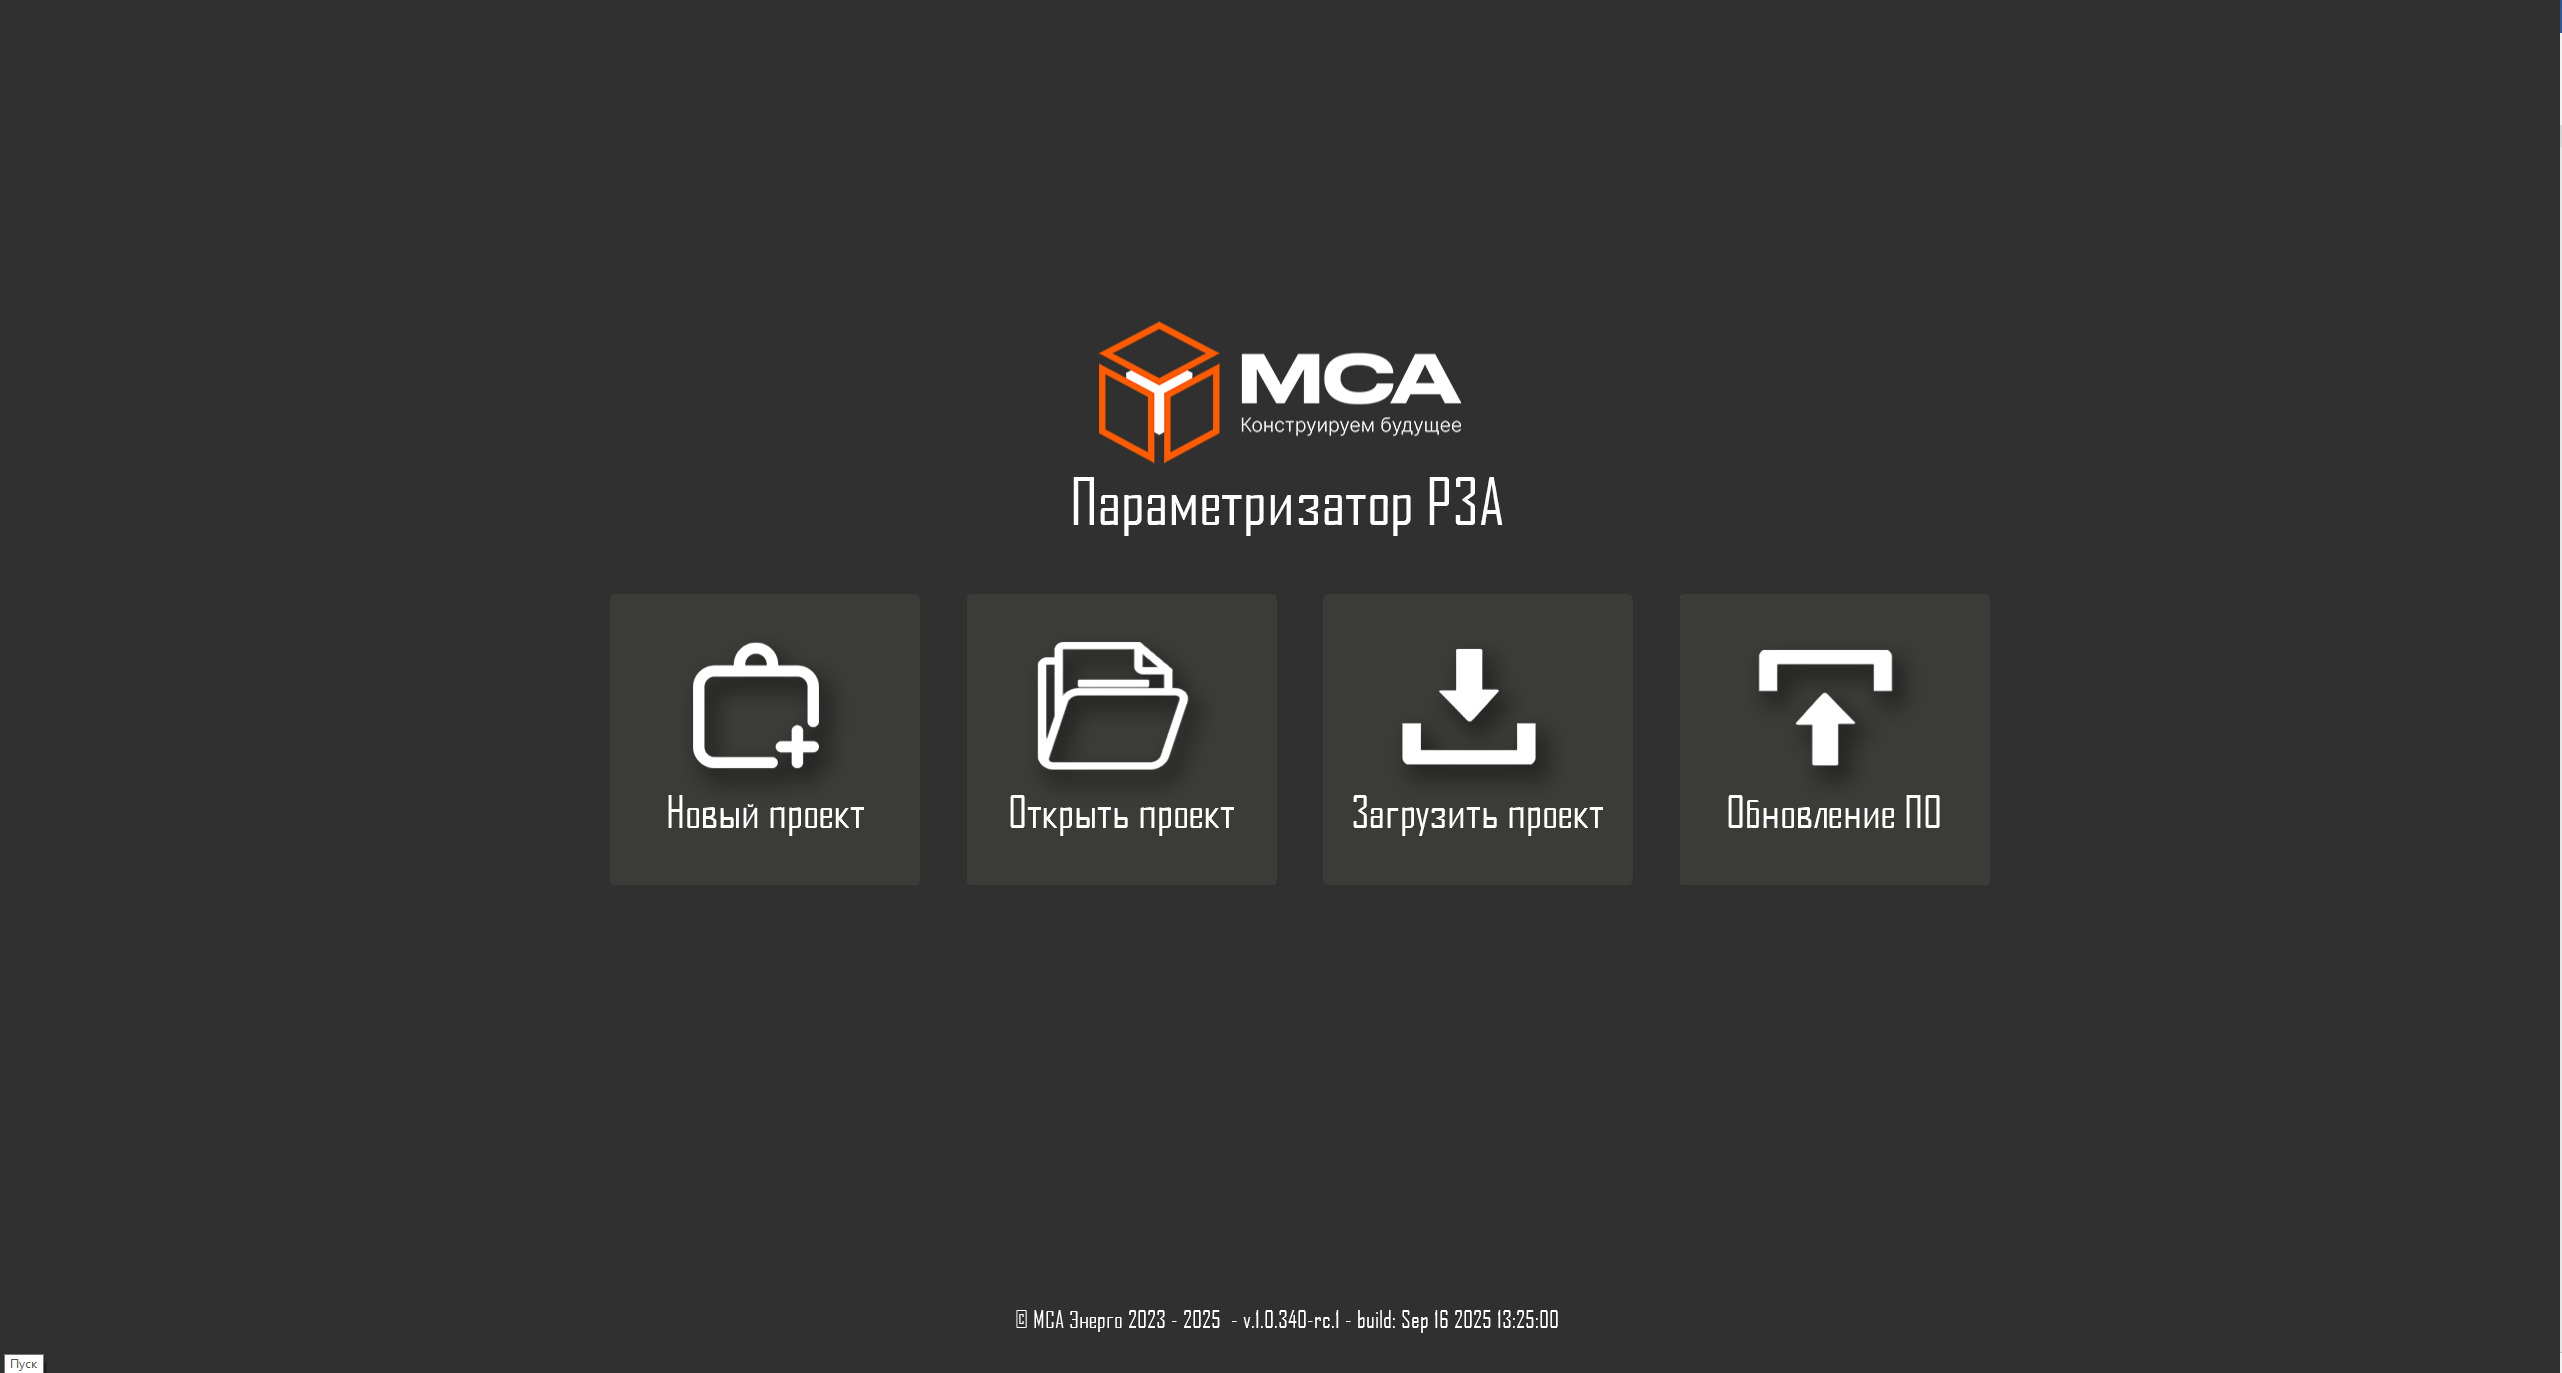 МСА
Конструируем будущее
Параметризатор РЗА
Новый проект
Открыть проект
Загрузить проект
Обновление ПО
© МСА Энерго 2023 - 2025 - v.1.0.340-rc.1 - build: Sep 16 2025 13:25:00
Пуск